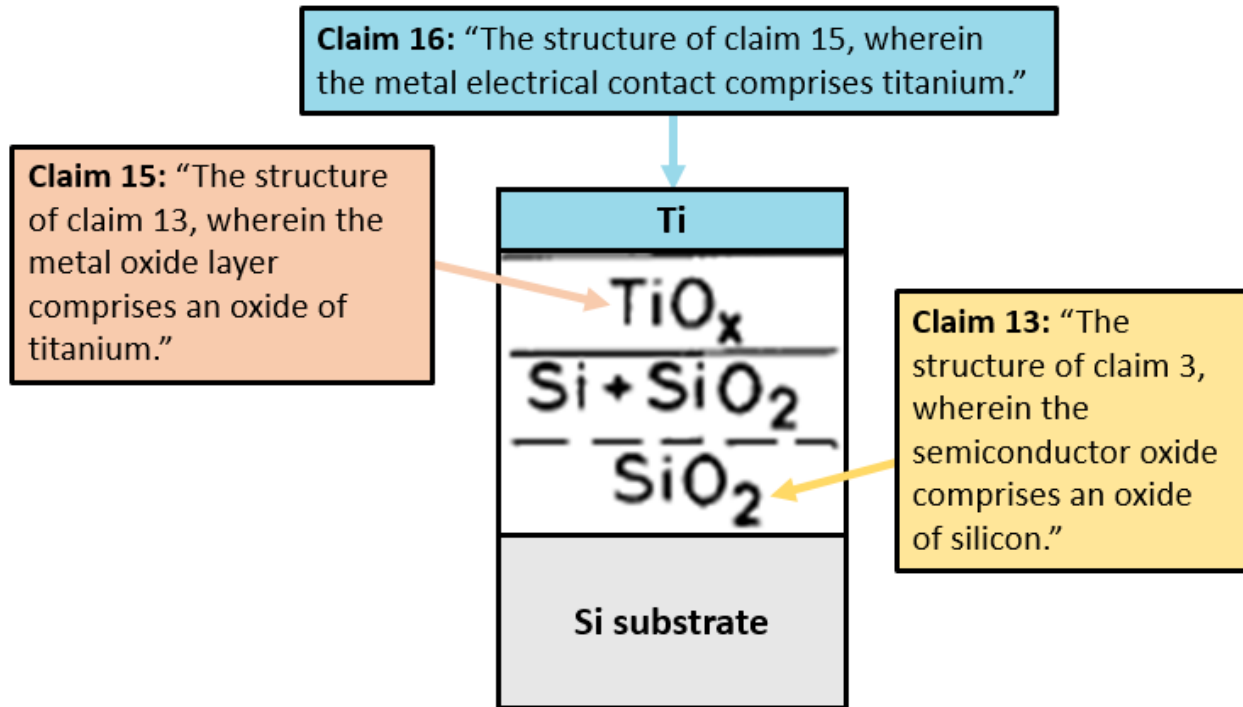 Claim 16: “The structure of claim 15, wherein
the metal electrical contact comprises titanium.”
Claim 15: “The structure
of claim 13, wherein the
metal oxide layer
comprises an oxide of
titanium.”
Ti
TiOx
Si + SiO2
SiO2
Si substrate
Claim 13: “The
structure of claim 3,
wherein the
semiconductor oxide
comprises an oxide
of silicon.”